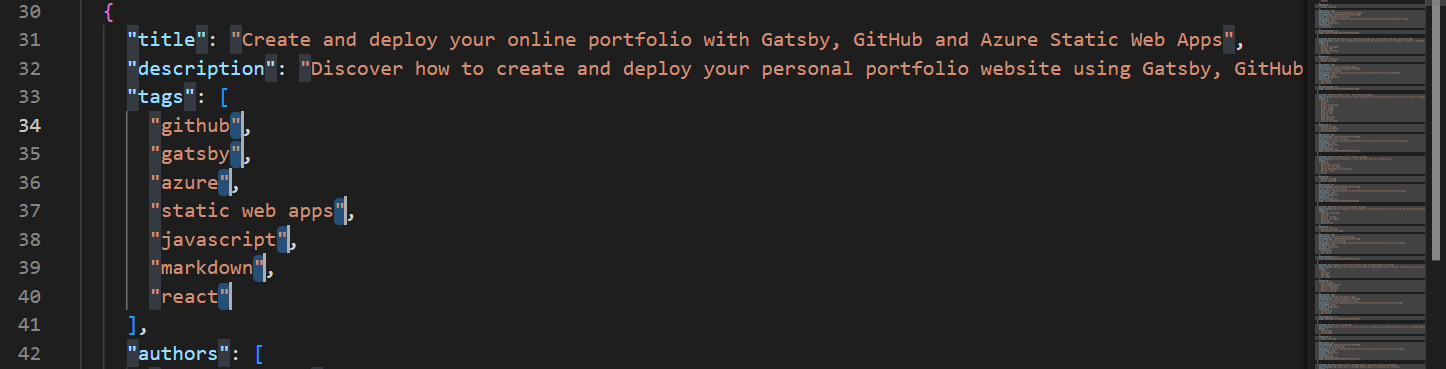 30 {
31 "title": "Create and deploy your online portfolio with Gatsby, GitHub and Azure Static Web Apps",
32 "description": "Discover how to create and deploy your personal portfolio website using Gatsby, GitHub
33 "tags": [
34 "github",
35 "gatsby",
36 "azure",
37 "static web apps",
38 "javascript",
39 "markdown",
40 "react"
41 ],
42 "authors": [